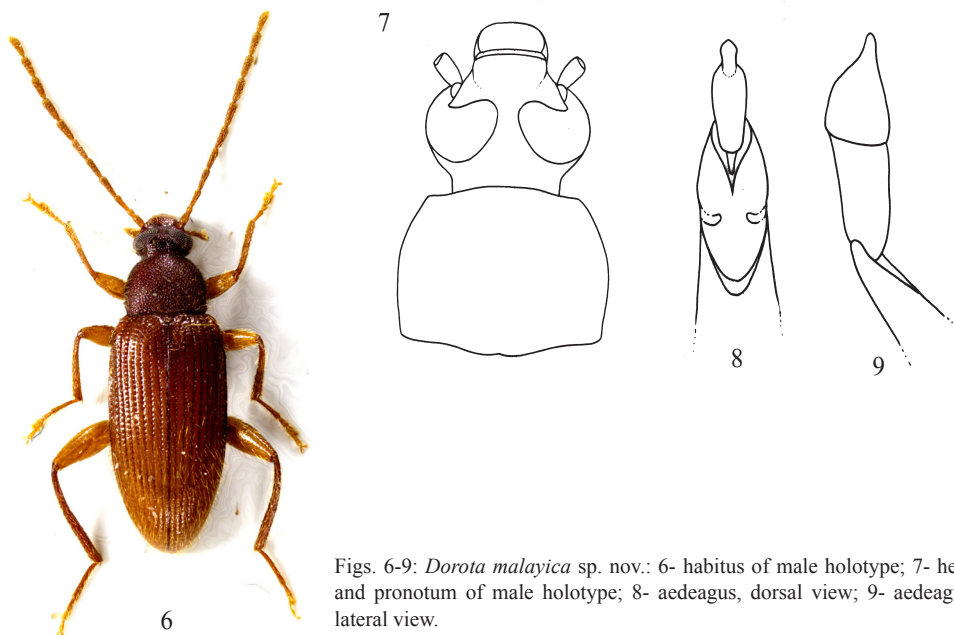 7
8
9
6
Figs. 6-9: Dorota malayica sp. nov.: 6- habitus of male holotype; 7- he
and pronotum of male holotype; 8- aedeagus, dorsal view; 9- aedeag
lateral view.